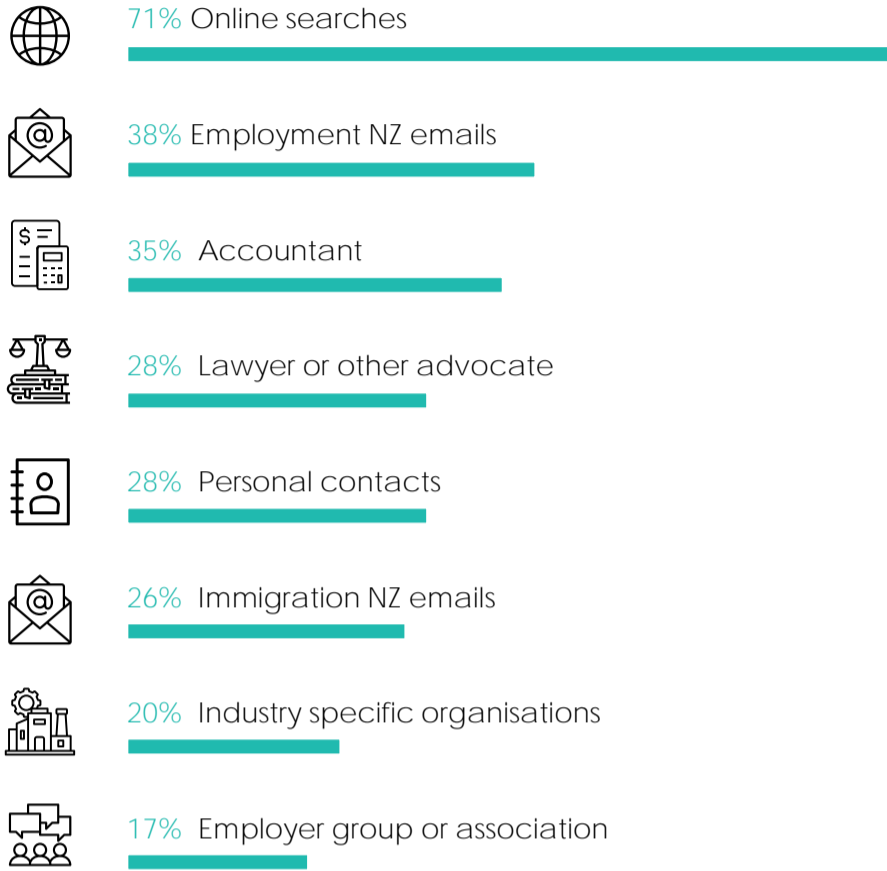 71% Online searches
38% Employment NZ emails
35% Accountant
28% Lawyer or other advocate
28% Personal contacts
26% Immigration NZ emails
20% Industry specific organisations
17% Employer group or association